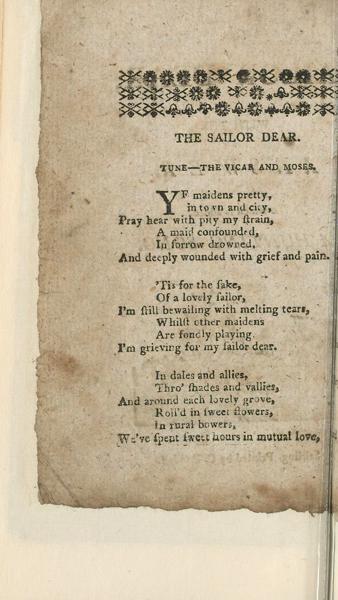 THE SAILOR DEAR.
TUNE—THE VICAR AND MOSES.
YE maidens pretty,
in town and city,
Pray hear with pity my ſtrain,
A maid confounded,
In ſorrow drowned,
And deeply wounded with grief and pain.
'Tis for the ſake,
Of a lovely ſailor,
I'm ſtill bewailing with melting tears,
Whilſt other maidens
Are fondly playing
I'm grieving for my ſailor dear.
In dales and allies,
Thro' ſhades and vallies,
And around each lovely grove,
Roll'd in ſweet flowers,
In rural bowers,
We've ſpent ſweet hours in mutual love,